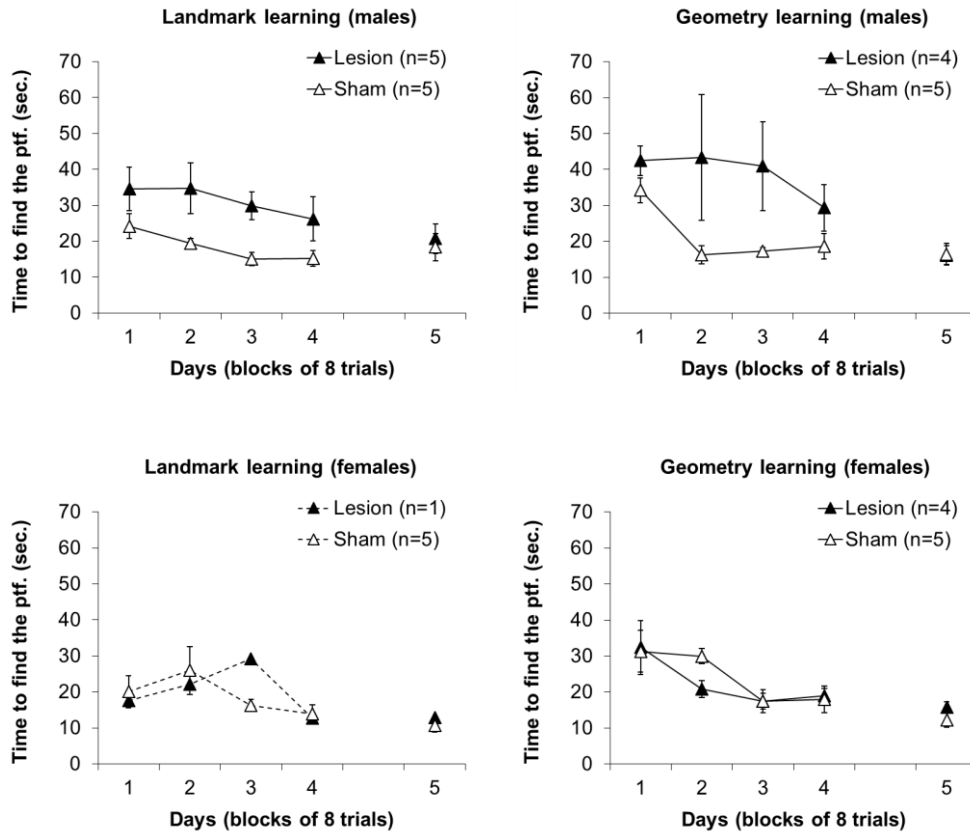 Landmark learning (males)
Time to find the ptf. (sec.)
70
60
50
40
30
20
10
0
Lesion (n=5)
Sham (n=5)
1 2 3 4 5
Days (blocks of 8 trials)
Geometry learning (males)
Time to find the ptf. (sec.)
70
60
50
40
30
20
10
0
Lesion (n=4)
Sham (n=5)
1 2 3 4 5
Days (blocks of 8 trials)
Landmark learning (females)
Time to find the ptf. (sec.)
70
60
50
40
30
20
10
0
Lesion (n=1)
Sham (n=5)
1 2 3 4 5
Days (blocks of 8 trials)
Geometry learning (females)
Time to find the ptf. (sec.)
70
60
50
40
30
20
10
0
Lesion (n=4)
Sham (n=5)
1 2 3 4 5
Days (blocks of 8 trials)